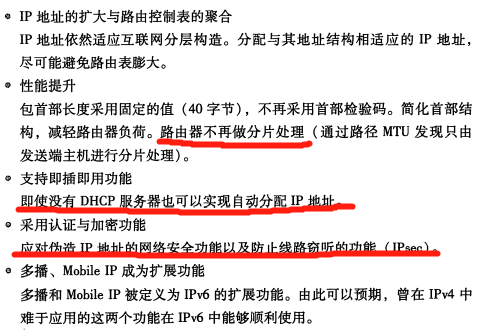 • IP 地址的扩大与路由控制表的聚合
IP 地址依然适应互联网分层构造。分配与其地址结构相适应的 IP 地址，
尽可能避免路由表膨大。
• 性能提升
包首部长度采用固定的值（40 字节），不再采用首部检验码。简化首部结
构，减轻路由器负荷。路由器不再做分片处理（通过路径 MTU 发现只由
发送端主机进行分片处理）。
• 支持即插即用功能
即使没有 DHCP 服务器也可以实现自动分配 IP 地址。
• 采用认证与加密功能
应对伪造 IP 地址的网络安全功能以及防止线路窃听的功能（IPsec）。
• 多播、Mobile IP 成为扩展功能
多播和 Mobile IP 被定义为 IPv6 的扩展功能。由此可以预期，曾在 IPv4 中
难于应用的这两个功能在 IPv6 中能够顺利使用。